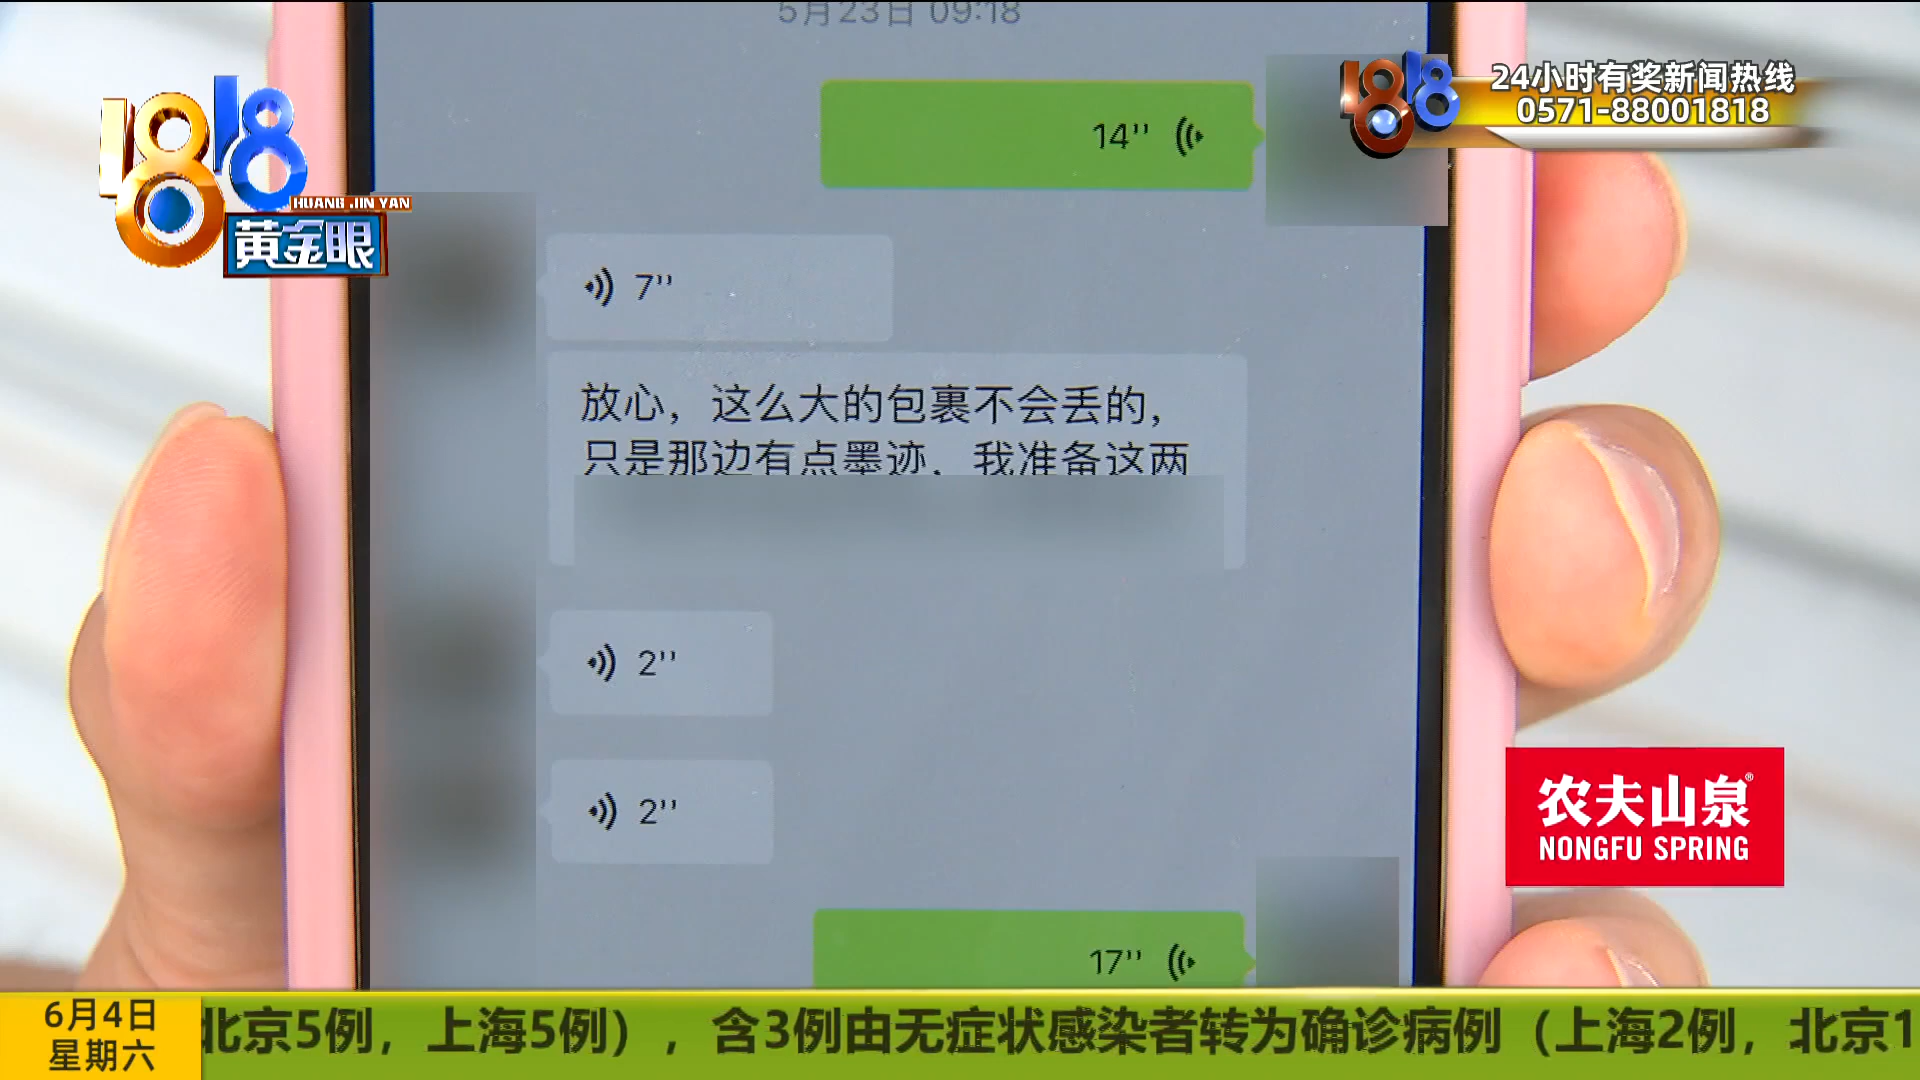 5月23日 09:18
14''
7''
放心，这么大的包裹不会丢的，
只是那边有点墨迹，我准备这两
2''
2''
17''
1818
HUANG JIN YAN
黄金眼
1818
24小时有奖新闻热线
0571-88001818
农夫山泉®
NONGFU SPRING
6月4日
星期六
北京5例，上海5例），含3例由无症状感染者转为确诊病例（上海2例，北京1